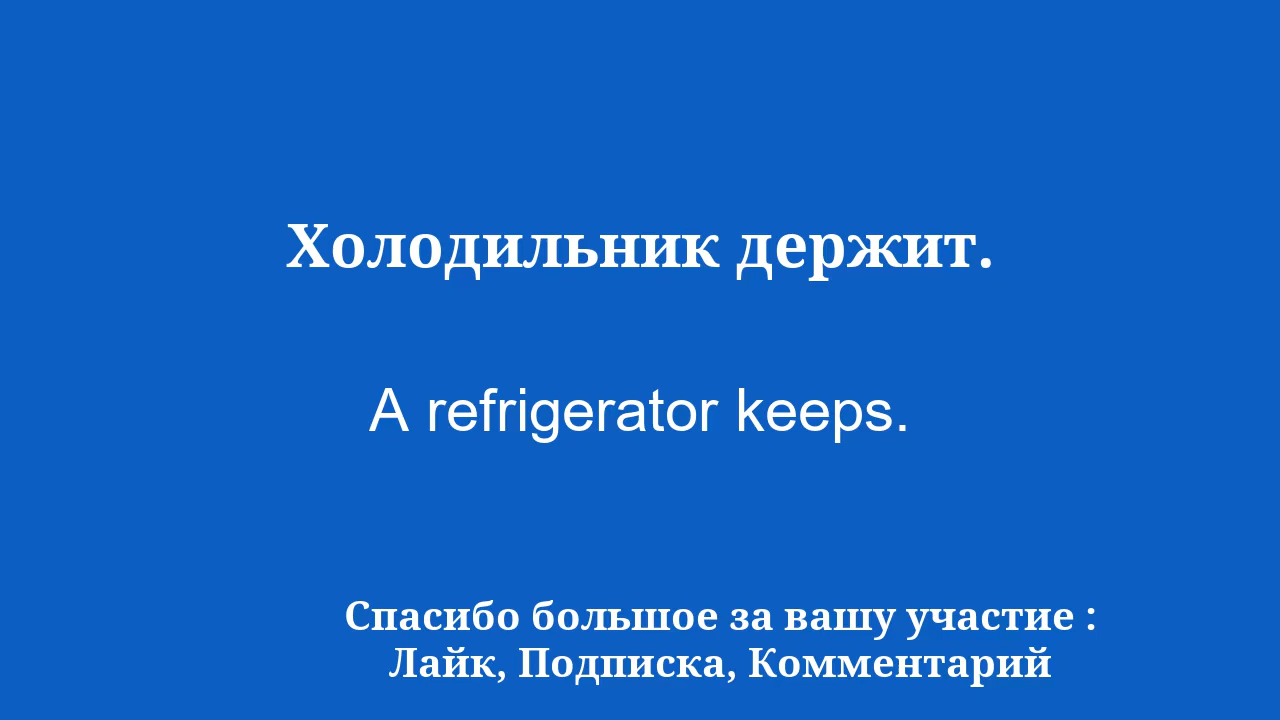 Холодильник держит.
A refrigerator keeps.
Спасибо большое за вашу участие :
Лайк, Подписка, Комментарий